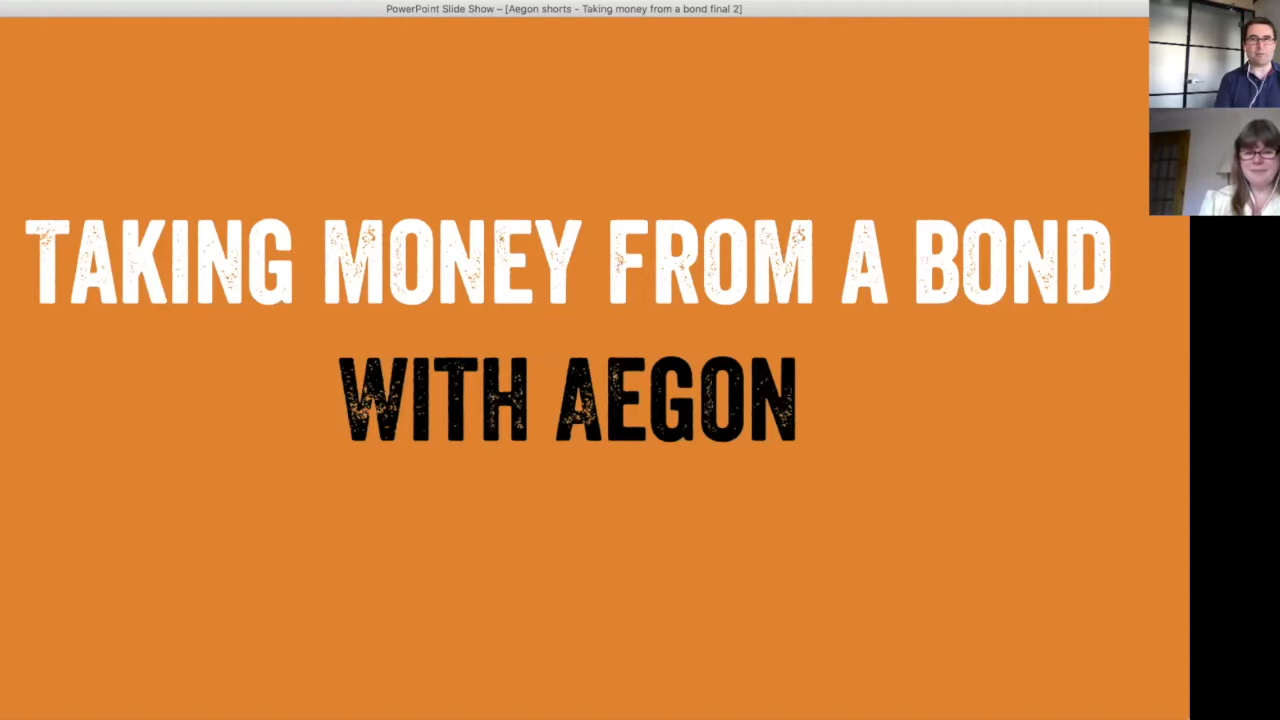 PowerPoint Slide Show – [Aegon shorts - Taking money from a bond final 2]
TAKING MONEY FROM A BOND
WITH AEGON